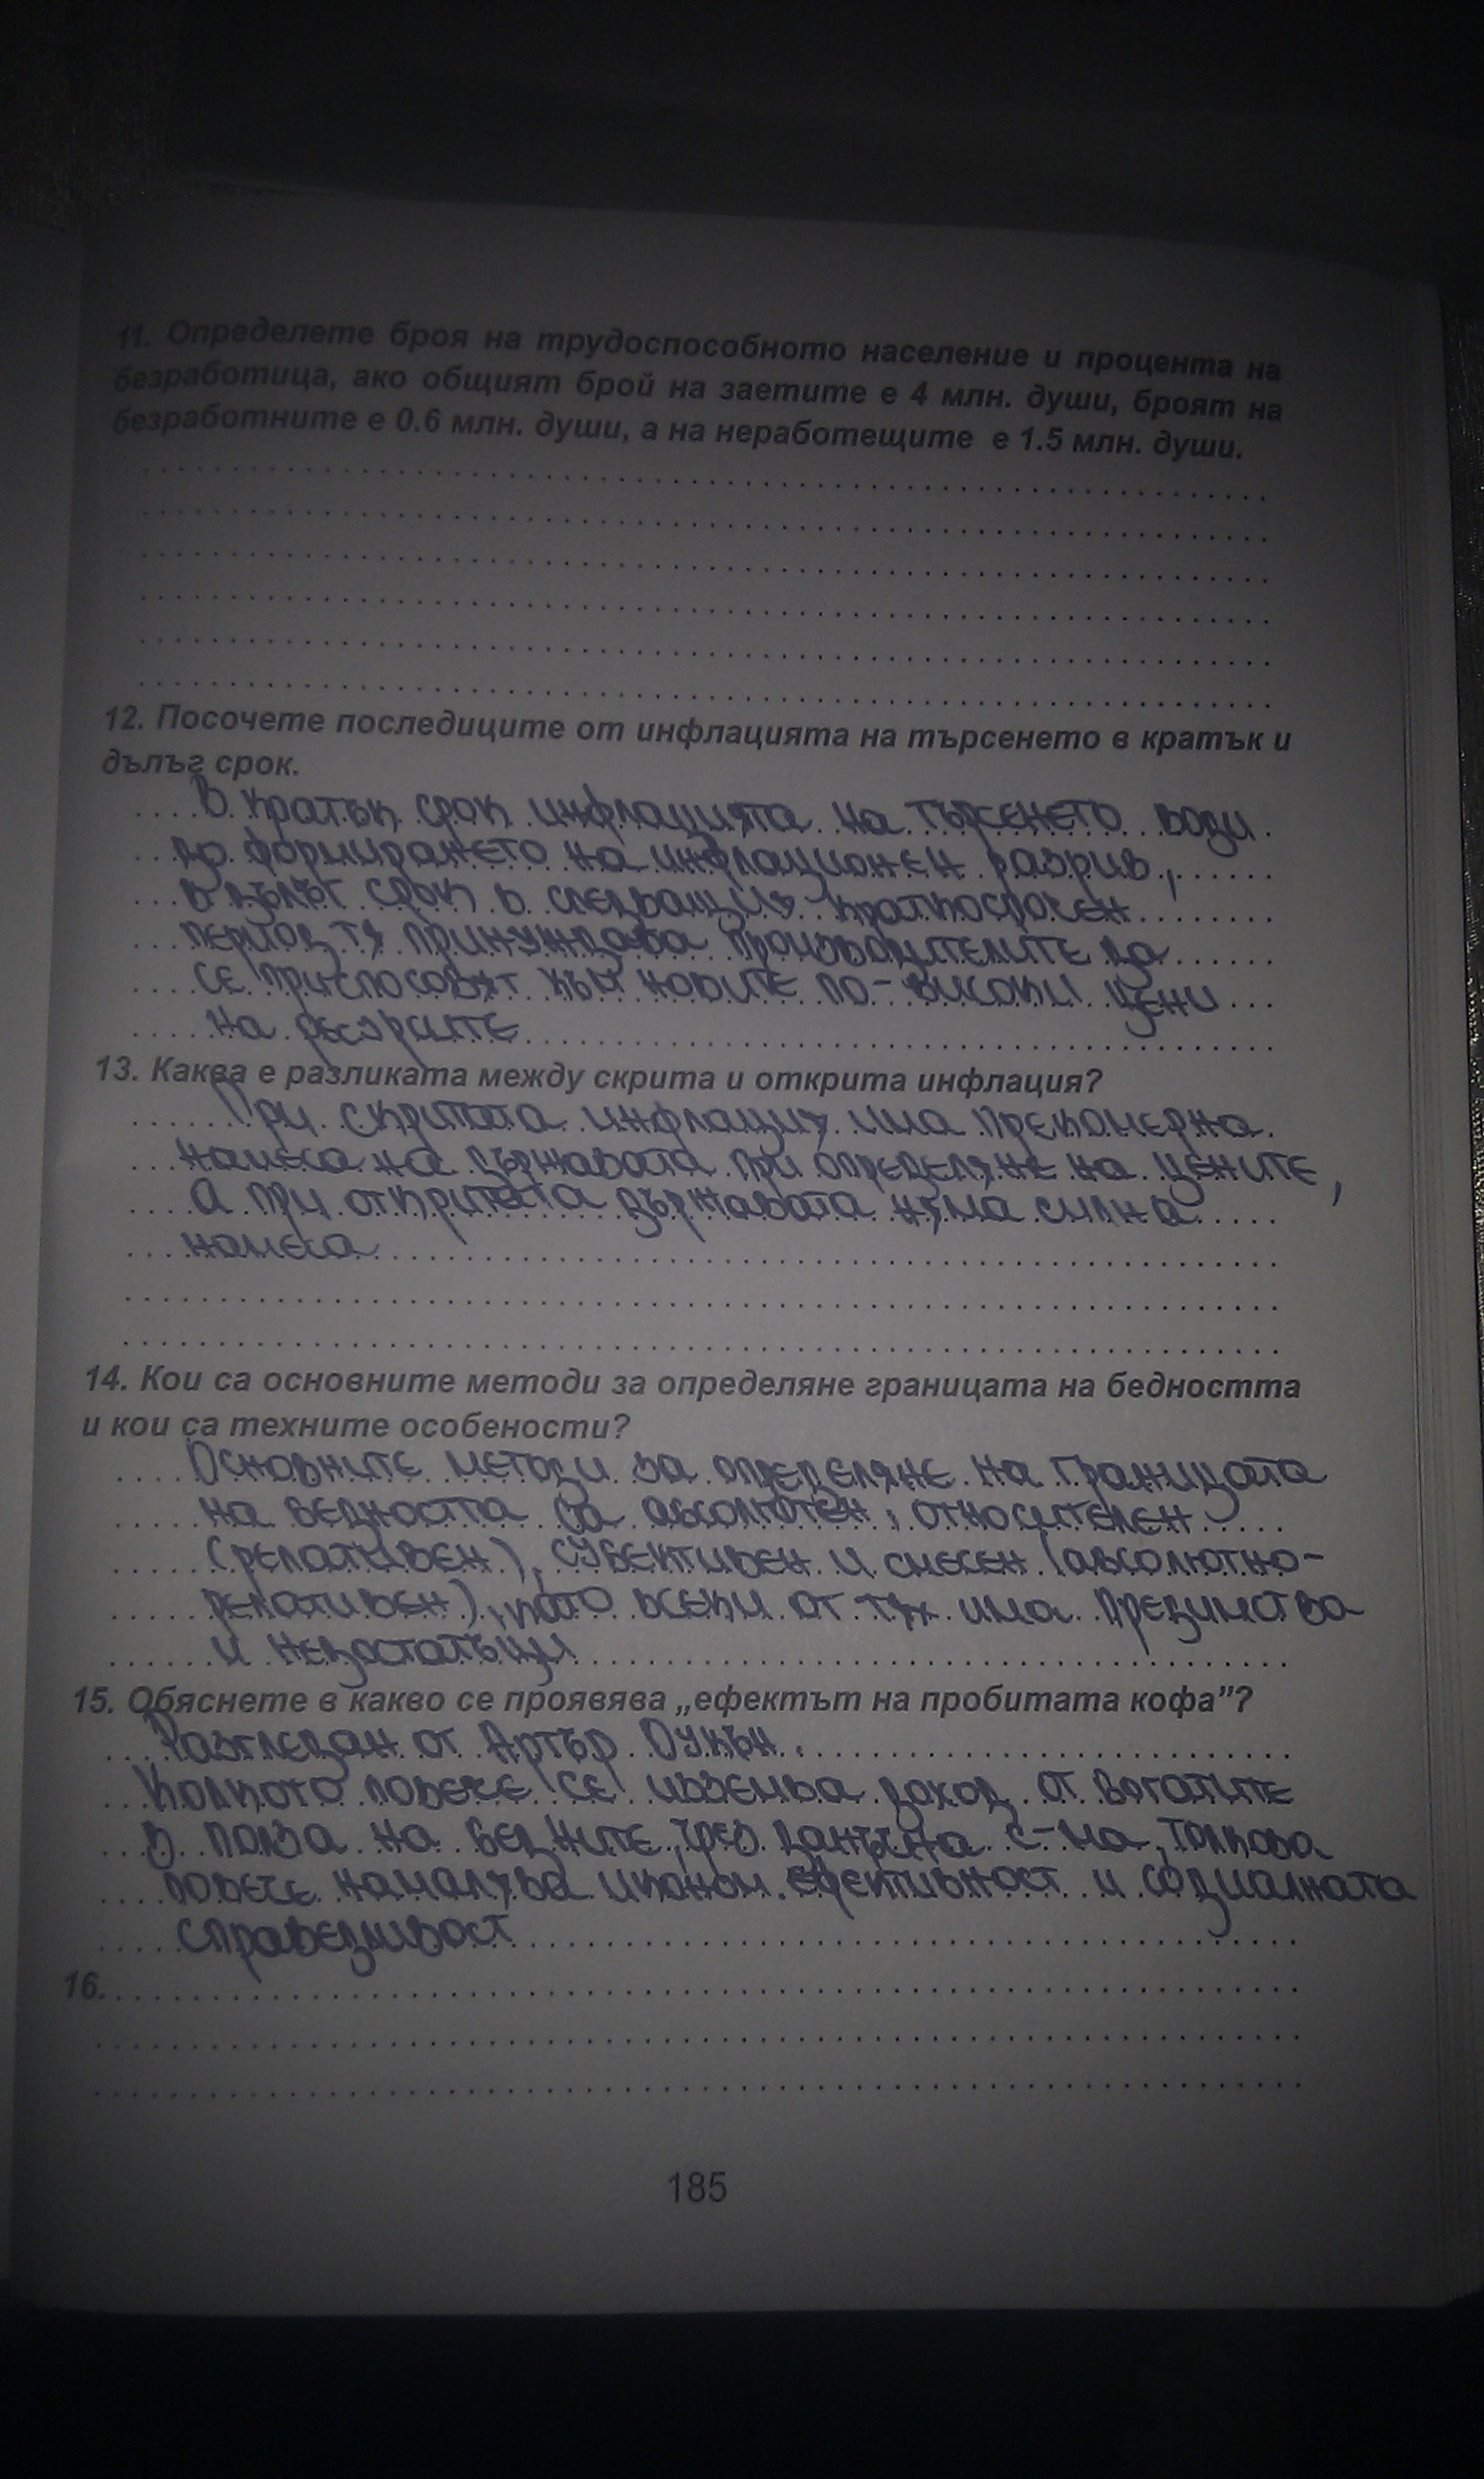 11. Определете броя на трудоспособното население и процента на
безработица, ако общият брой на заетите е 4 млн. души, броят на
безработните е 0.6 млн. души, а на неработещите е 1.5 млн. души.
12. Посочете последиците от инфлацията на търсенето в кратък и
дълъг срок.
В кратък срок инфлацията на търсенето води
до формирането на инфлационен разрив,
в дълъг срок в следващия краткосрочен
период тя принуждава производителите да
се приспособят към новите по-високи цени
на ресурсите
13. Каква е разликата между скрита и открита инфлация?
При скритата инфлация има прекомерна
намеса на държавата при определяне на цените,
а при откритата държавата няма силна
намеса
14. Кои са основните методи за определяне границата на бедността
и кои са техните особености?
Основните методи за определяне на границата
на бедността са абсолютен, относителен
(релативен), субективен и смесен (абсолютно-
релативен), като всеки от тях има предимства
и недостатъци
15. Обяснете в какво се проявява „ефектът на пробитата кофа”?
Разгледан от Артър Оукън.
Колкото повече се изземва доход от богатите
в полза на бедните, чрез данъчна с-ма, толкова
повече намалява иконом. ефективност и социалната
справедливост
16.
185